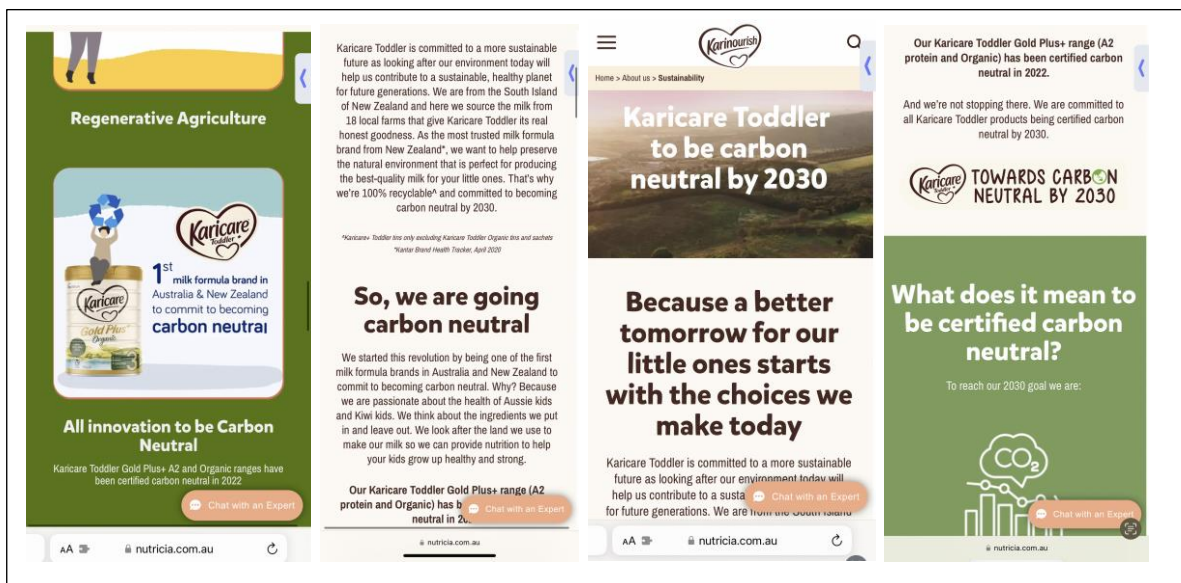 Regenerative Agriculture
Karicare
Toddler
1st
milk formula brand in
Australia & New Zealand
to commit to becoming
carbon neutral
Karicare
Gold Plus+
Organic
All innovation to be Carbon
Neutral
Karicare Toddler Gold Plus+ A2 and Organic ranges have
been certified carbon neutral in 2022
Chat with an Expert
AA
nutricia.com.au
Karicare Toddler is committed to a more sustainable
future as looking after our environment today will
help us contribute to a sustainable, healthy planet
for future generations. We are from the South Island
of New Zealand and here we source the milk from
18 local farms that give Karicare Toddler its real
honest goodness. As the most trusted milk formula
brand from New Zealand*, we want to help preserve
the natural environment that is perfect for producing
the best-quality milk for your little ones. That's why
we're 100% recyclable^ and committed to becoming
carbon neutral by 2030.
^Karicare+ Toddler tins only excluding Karicare Toddler Organic tins and sachets
*Kantar Brand Health Tracker, April 2020
So, we are going
carbon neutral
We started this revolution by being one of the first
milk formula brands in Australia and New Zealand to
commit to becoming carbon neutral. Why? Because
we are passionate about the health of Aussie kids
and Kiwi kids. We think about the ingredients we put
in and leave out. We look after the land we use to
make our milk so we can provide nutrition to help
your kids grow up healthy and strong.
Our Karicare Toddler Gold Plus+ range (A2
protein and Organic) has b
neutral in 20
Chat with an Expert
nutricia.com.au
Karinourish
Home > About us > Sustainability
Karicare Toddler
to be carbon
neutral by 2030
Because a better
tomorrow for our
little ones starts
with the choices we
make today
Karicare Toddler is committed to a more sustainable
future as looking after our environment today will
help us contribute to a susta
for future generations. We are from the South Island
Chat with an Expert
AA
nutricia.com.au
Our Karicare Toddler Gold Plus+ range (A2
protein and Organic) has been certified carbon
neutral in 2022.
And we're not stopping there. We are committed to
all Karicare Toddler products being certified carbon
neutral by 2030.
Karicare
Toddler
TOWARDS CARBON
NEUTRAL BY 2030
What does it mean to
be certified carbon
neutral?
To reach our 2030 goal we are:
CO2
Chat with an Expert
nutricia.com.au